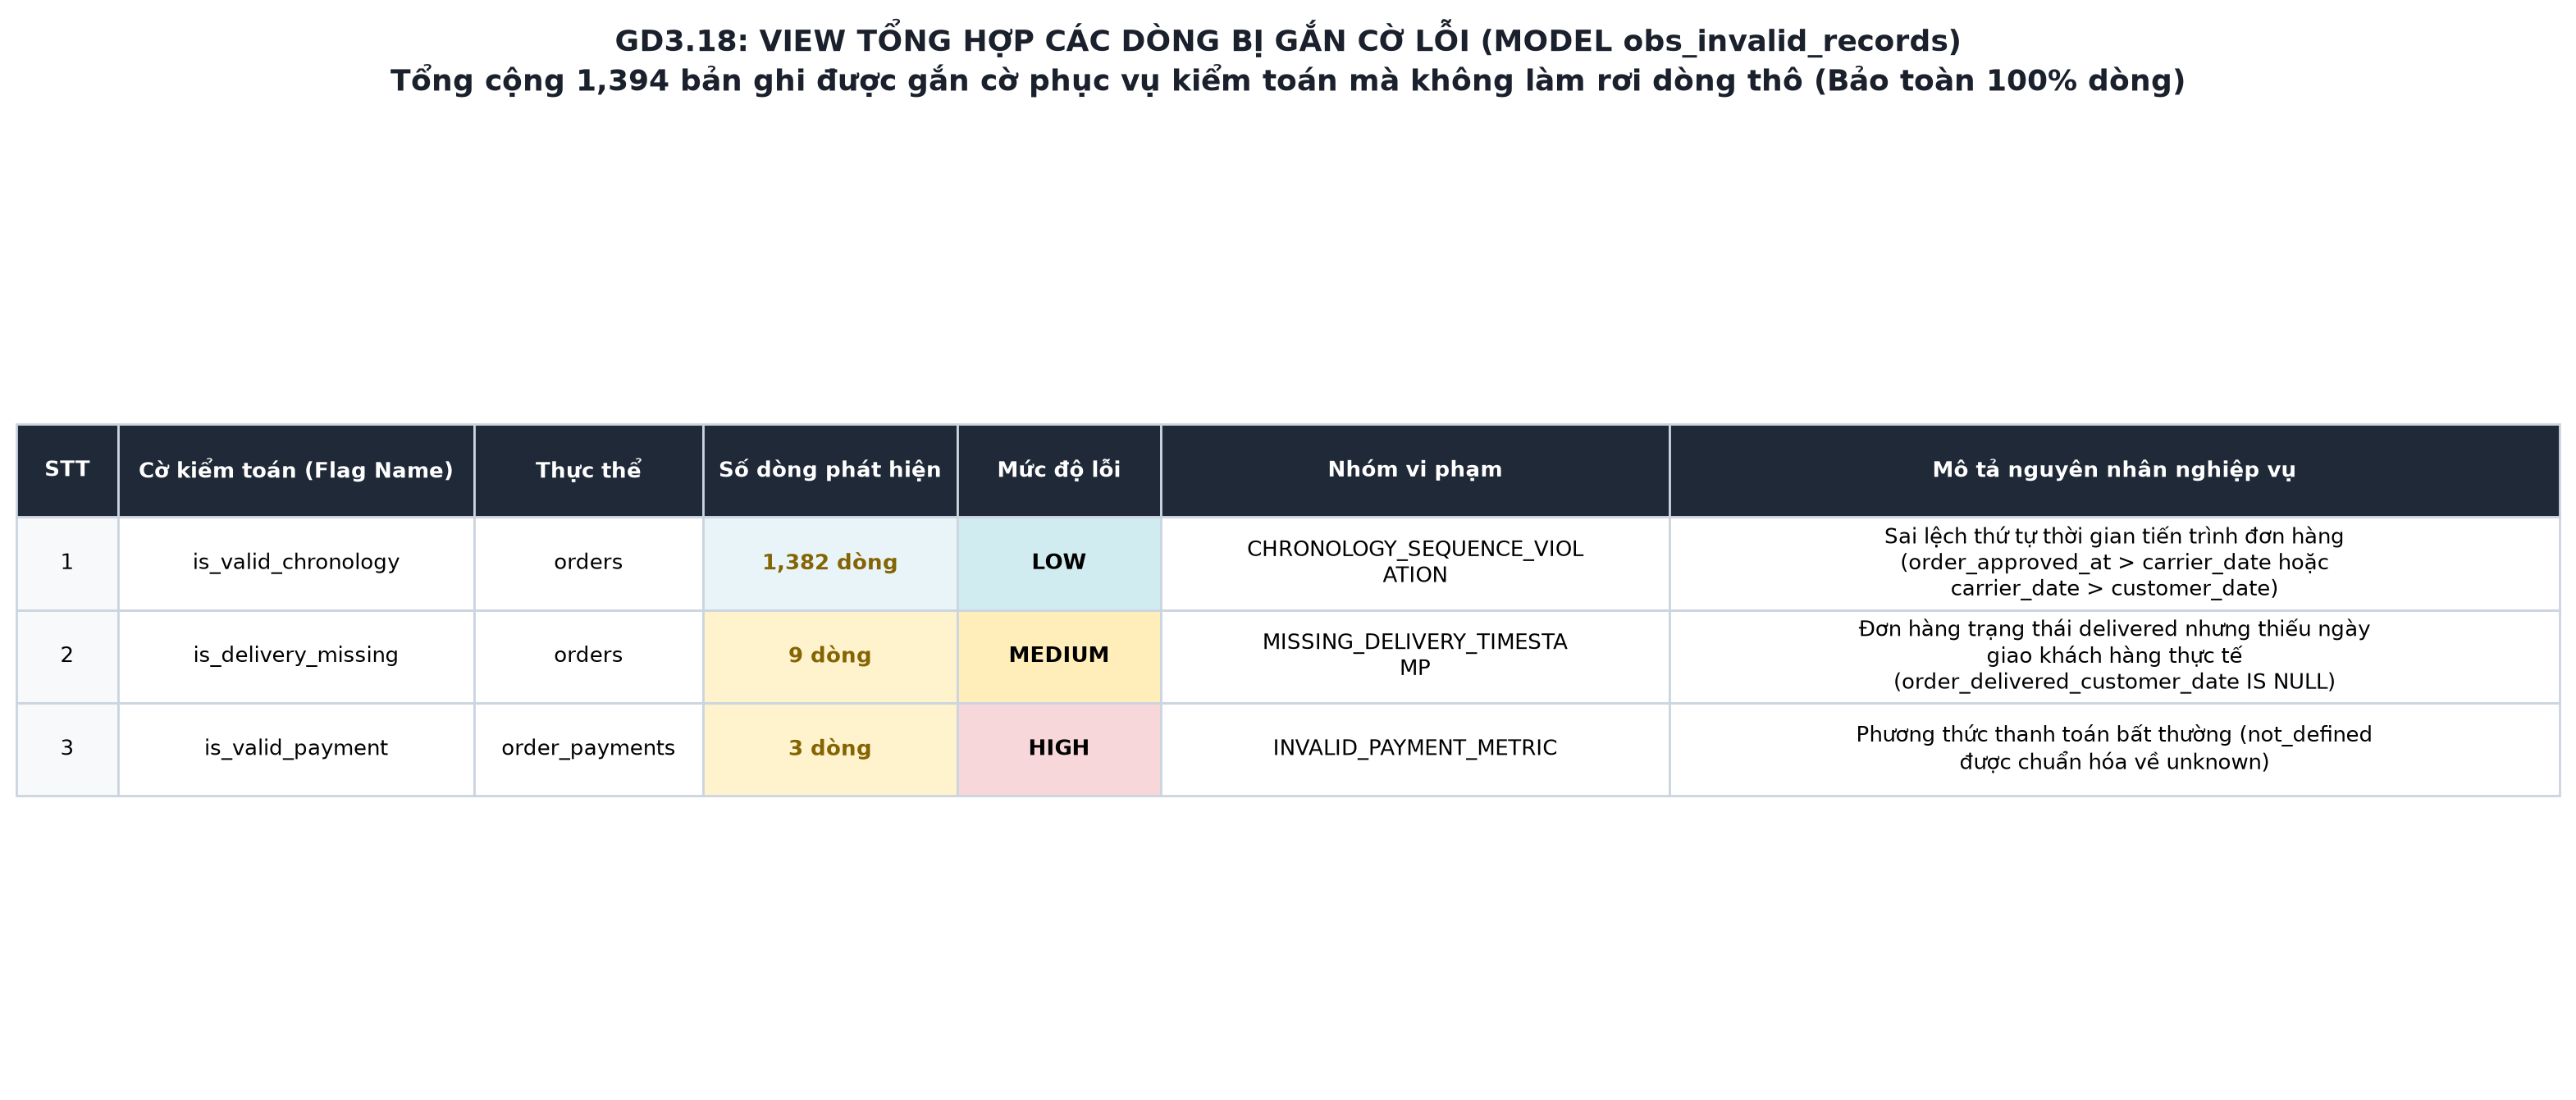 GD3.18: VIEW TỔNG HỢP CÁC DÒNG BỊ GẮN CỜ LỖI (MODEL obs_invalid_records)
Tổng cộng 1,394 bản ghi được gắn cờ phục vụ kiểm toán mà không làm rơi dòng thô (Bảo toàn 100% dòng)
STT
Cờ kiểm toán (Flag Name)
Thực thể
Số dòng phát hiện
Mức độ lỗi
Nhóm vi phạm
Mô tả nguyên nhân nghiệp vụ
1
is_valid_chronology
orders
1,382 dòng
LOW
CHRONOLOGY_SEQUENCE_VIOL
ATION
Sai lệch thứ tự thời gian tiến trình đơn hàng
(order_approved_at > carrier_date hoặc
carrier_date > customer_date)
2
is_delivery_missing
orders
9 dòng
MEDIUM
MISSING_DELIVERY_TIMESTA
MP
Đơn hàng trạng thái delivered nhưng thiếu ngày
giao khách hàng thực tế
(order_delivered_customer_date IS NULL)
3
is_valid_payment
order_payments
3 dòng
HIGH
INVALID_PAYMENT_METRIC
Phương thức thanh toán bất thường (not_defined
được chuẩn hóa về unknown)